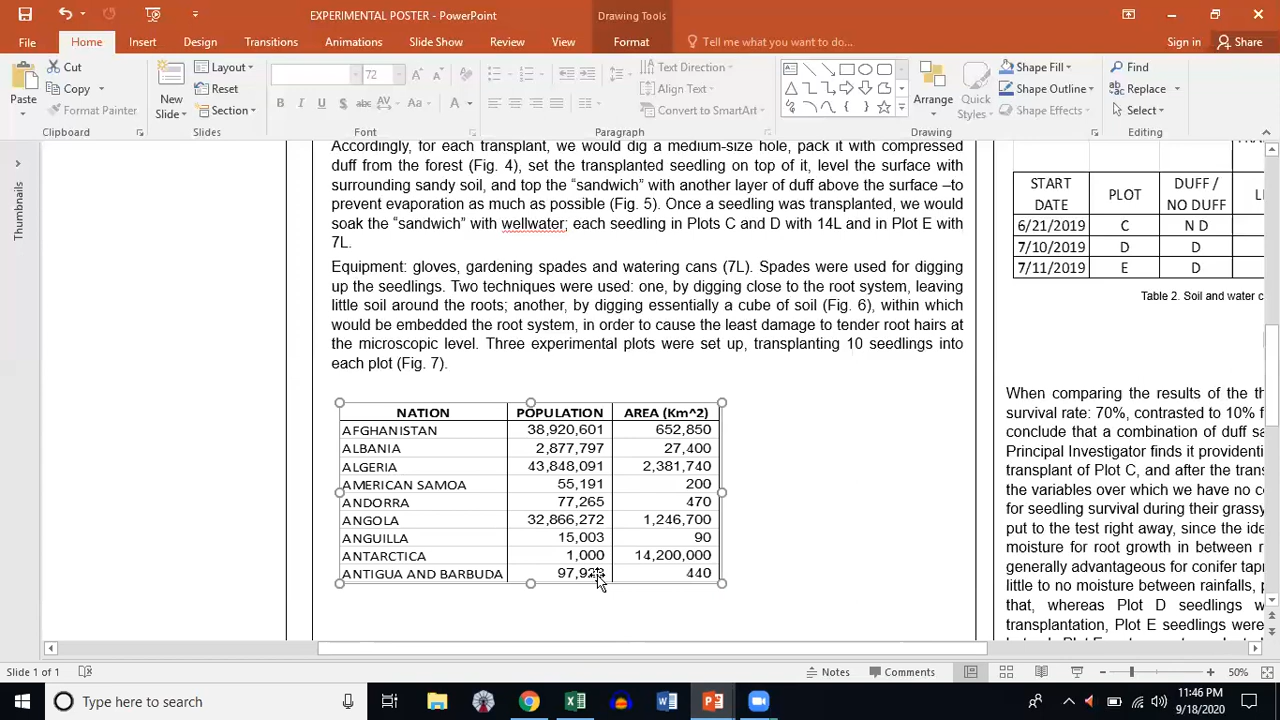 EXPERIMENTAL POSTER - PowerPoint
Drawing Tools
File Home Insert Design Transitions Animations Slide Show Review View Format Tell me what you want to do... Sign in Share
Paste
Cut
Copy
Format Painter
Clipboard
New Slide
Layout
Reset
Section
Slides
72
B I U S abc AV Aa A
Font
Text Direction
Align Text
Convert to SmartArt
Paragraph
Arrange
Quick Styles
Shape Fill
Shape Outline
Shape Effects
Drawing
Find
Replace
Select
Editing
Thumbnails
Accordingly, for each transplant, we would dig a medium-size hole, pack it with compressed
duff from the forest (Fig. 4), set the transplanted seedling on top of it, level the surface with
surrounding sandy soil, and top the “sandwich” with another layer of duff above the surface –to
prevent evaporation as much as possible (Fig. 5). Once a seedling was transplanted, we would
soak the “sandwich” with wellwater; each seedling in Plots C and D with 14L and in Plot E with
7L.
Equipment: gloves, gardening spades and watering cans (7L). Spades were used for digging
up the seedlings. Two techniques were used: one, by digging close to the root system, leaving
little soil around the roots; another, by digging essentially a cube of soil (Fig. 6), within which
would be embedded the root system, in order to cause the least damage to tender root hairs at
the microscopic level. Three experimental plots were set up, transplanting 10 seedlings into
each plot (Fig. 7).
NATION POPULATION AREA (Km^2)
AFGHANISTAN 38,920,601 652,850
ALBANIA 2,877,797 27,400
ALGERIA 43,848,091 2,381,740
AMERICAN SAMOA 55,191 200
ANDORRA 77,265 470
ANGOLA 32,866,272 1,246,700
ANGUILLA 15,003 90
ANTARCTICA 1,000 14,200,000
ANTIGUA AND BARBUDA 440
START DATE PLOT DUFF / NO DUFF
6/21/2019 C N D
7/10/2019 D D
7/11/2019 E D
Table 2. Soil and water c
When comparing the results of the th
survival rate: 70%, contrasted to 10% f
conclude that a combination of duff sa
Principal Investigator finds it providenti
transplant of Plot C, and after the trans
the variables over which we have no c
for seedling survival during their grassy
put to the test right away, since the ide
moisture for root growth in between r
generally advantageous for conifer tapr
little to no moisture between rainfalls, p
that, whereas Plot D seedlings w
transplantation, Plot E seedlings were
Slide 1 of 1
Notes
Comments
50%
Type here to search
11:46 PM
9/18/2020